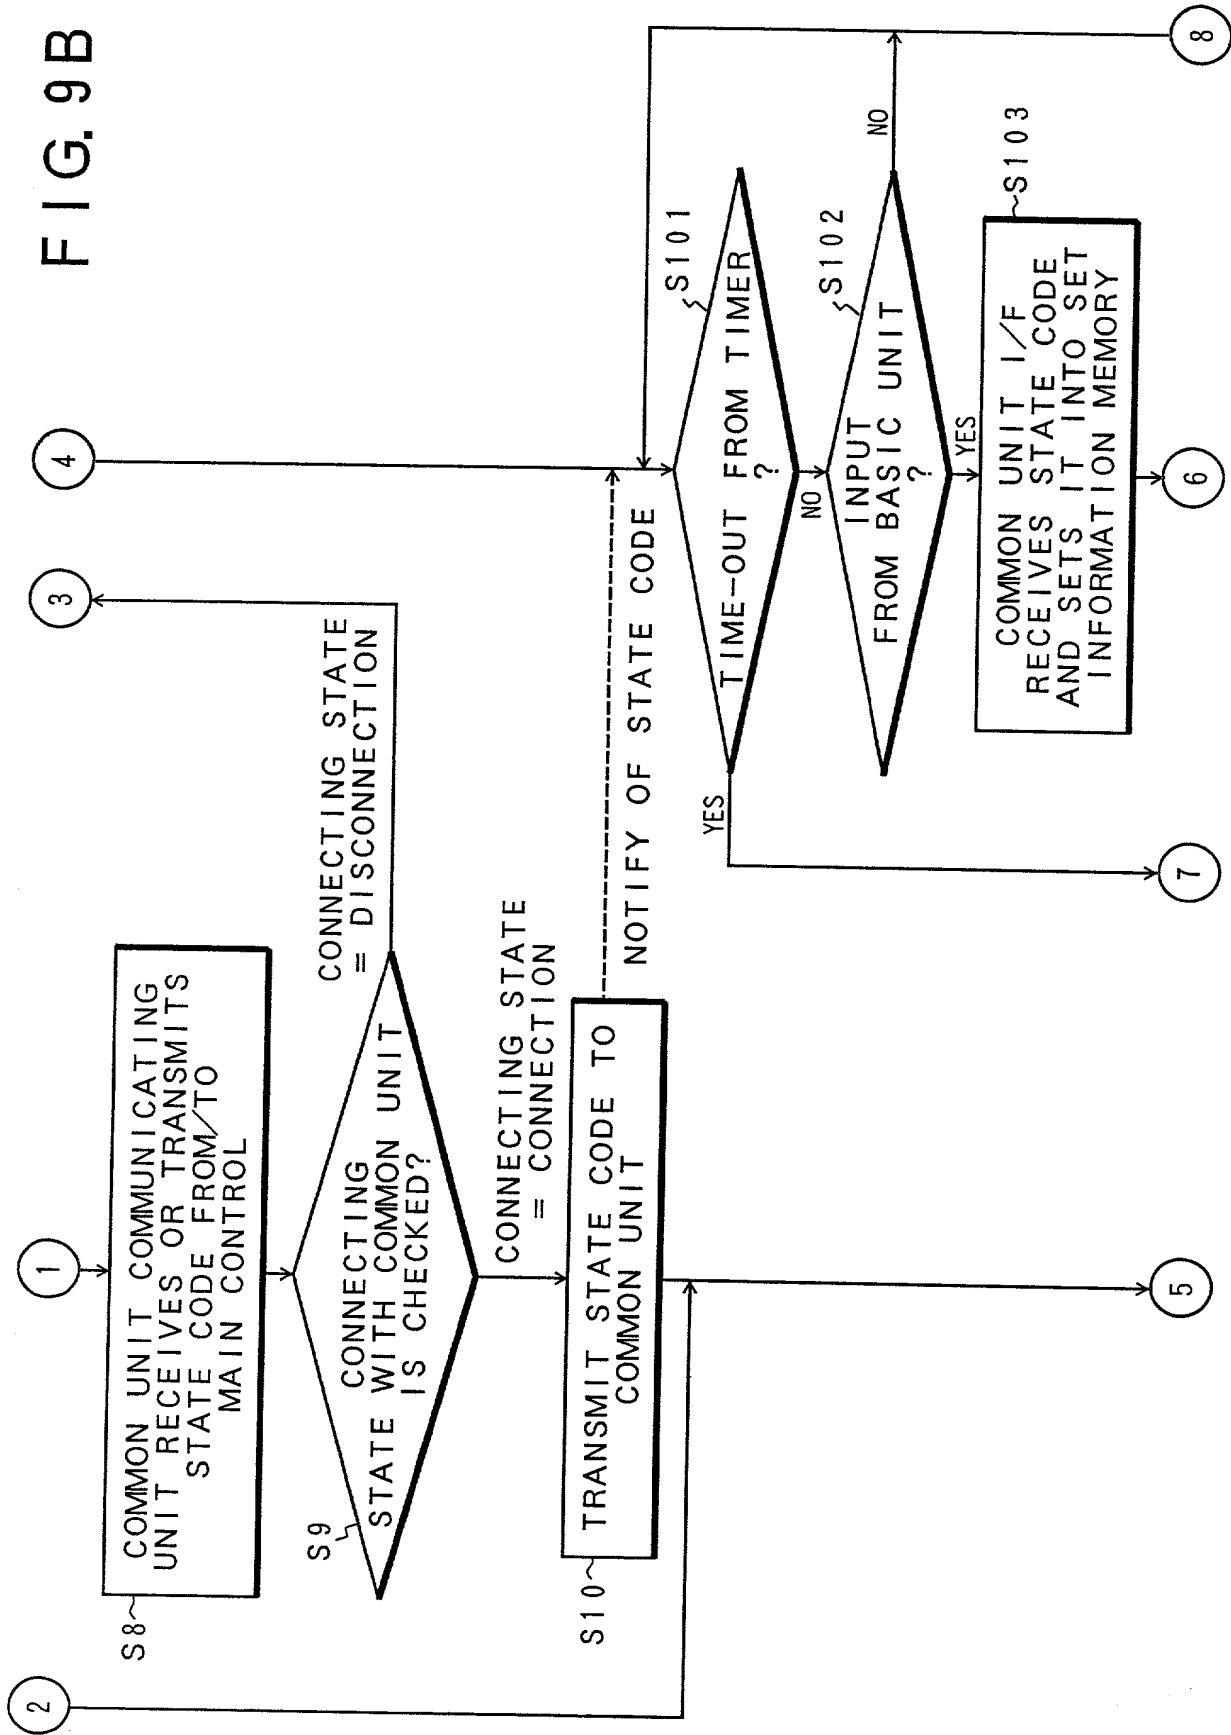 FIG. 9B
2
1
3
4
S8
COMMON UNIT COMMUNICATING
UNIT RECEIVES OR TRANSMITS
STATE CODE FROM/TO
MAIN CONTROL
S9
CONNECTING
STATE WITH COMMON UNIT
IS CHECKED?
CONNECTING STATE
= DISCONNECTION
CONNECTING STATE
= CONNECTION
S10
TRANSMIT STATE CODE TO
COMMON UNIT
NOTIFY OF STATE CODE
5
S101
TIME-OUT FROM TIMER
?
YES
NO
S102
INPUT
FROM BASIC UNIT
?
NO
YES
S103
COMMON UNIT I/F
RECEIVES STATE CODE
AND SETS IT INTO SET
INFORMATION MEMORY
7
6
8